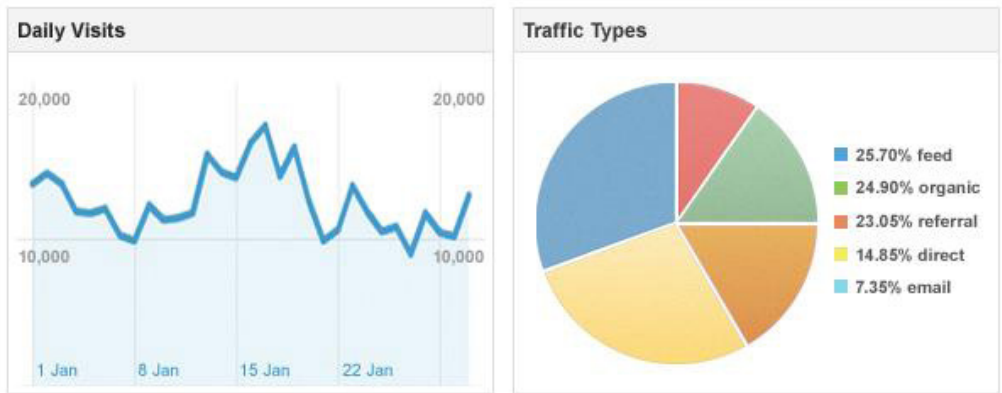 Daily Visits
20,000
20,000
10,000
10,000
1 Jan
8 Jan
15 Jan
22 Jan
Traffic Types
25.70% feed
24.90% organic
23.05% referral
14.85% direct
7.35% email